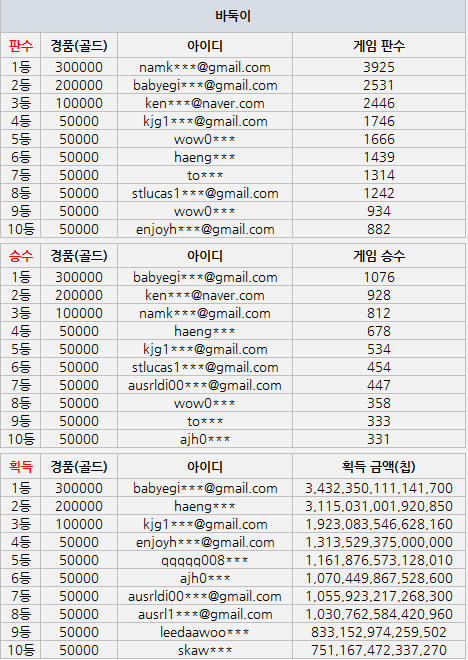 바둑이
판수 경품(골드) 아이디 게임 판수
1등 300000 namk***@gmail.com 3925
2등 200000 babyegi***@gmail.com 2531
3등 100000 ken***@naver.com 2446
4등 50000 kjg1***@gmail.com 1746
5등 50000 wow0*** 1666
6등 50000 haeng*** 1439
7등 50000 to*** 1314
8등 50000 stlucas1***@gmail.com 1242
9등 50000 wow0*** 934
10등 50000 enjoyh***@gmail.com 882
승수 경품(골드) 아이디 게임 승수
1등 300000 babyegi***@gmail.com 1076
2등 200000 ken***@naver.com 928
3등 100000 namk***@gmail.com 812
4등 50000 haeng*** 678
5등 50000 kjg1***@gmail.com 534
6등 50000 stlucas1***@gmail.com 454
7등 50000 ausrldi00***@gmail.com 447
8등 50000 wow0*** 358
9등 50000 to*** 333
10등 50000 ajh0*** 331
획득 경품(골드) 아이디 획득 금액(칩)
1등 300000 babyegi***@gmail.com 3,432,350,111,141,700
2등 200000 haeng*** 3,115,031,001,920,850
3등 100000 kjg1***@gmail.com 1,923,083,546,628,160
4등 50000 enjoyh***@gmail.com 1,313,529,375,000,000
5등 50000 qqqqq008*** 1,161,876,573,128,010
6등 50000 ajh0*** 1,070,449,867,528,600
7등 50000 ausrldi00***@gmail.com 1,055,923,217,268,300
8등 50000 ausrl1***@gmail.com 1,030,762,584,420,960
9등 50000 leedaawoo*** 833,152,974,259,502
10등 50000 skaw*** 751,167,472,337,270